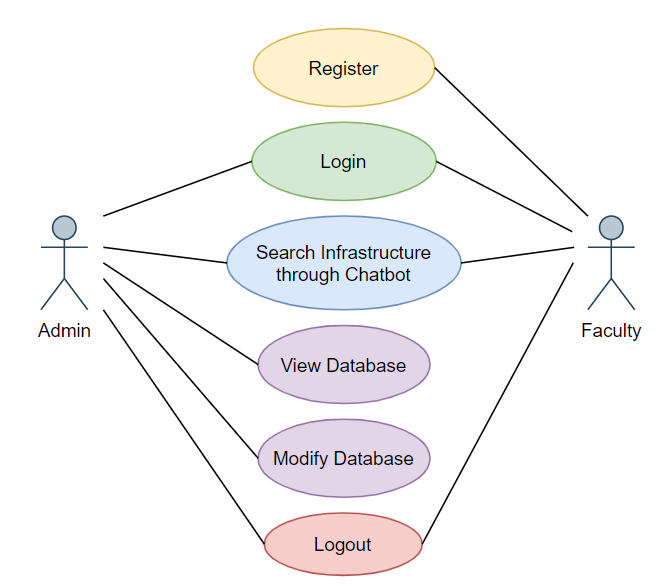 Register
Login
Search Infrastructure
through Chatbot
Admin
Faculty
View Database
Modify Database
Logout